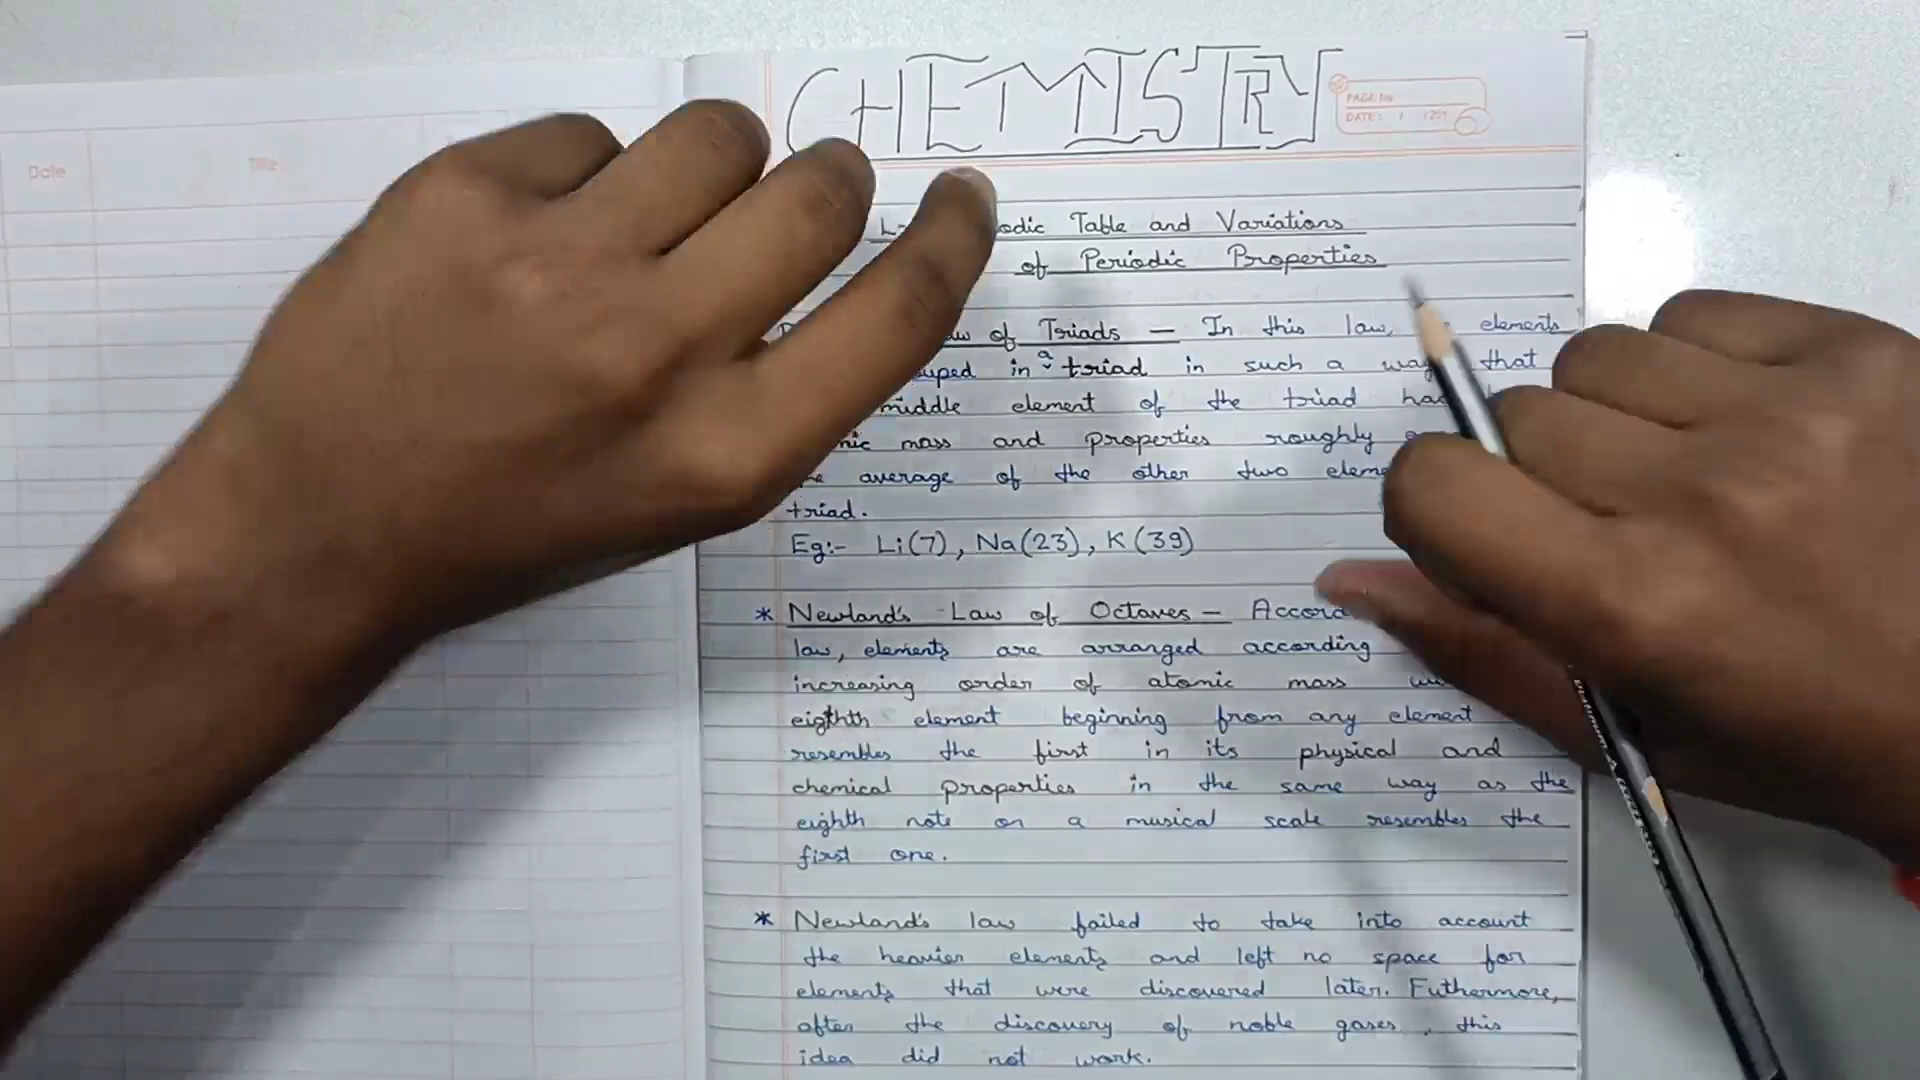 CHEMISTRY
PAGE No
DATE: / /201
Date Title
Table and Variations
of Periodic Properties
of Triads — In this law, elements
in a triad in such a way that
middle element of the triad
mass and properties roughly
average of the other two
triad.
Eg:- Li(7), Na(23), K(39)
* Newland's Law of Octaves —
law, elements are arranged according
increasing order of atomic mass
eigthth element beginning from any element
resembles the first in its physical and
chemical properties in the same way as the
eighth note on a musical scale resembles the
first one.
* Newland's law failed to take into account
the heavier elements and left no space for
elements that were discovered later. Futhermore,
after the discovery of noble gases, this
idea did not work.